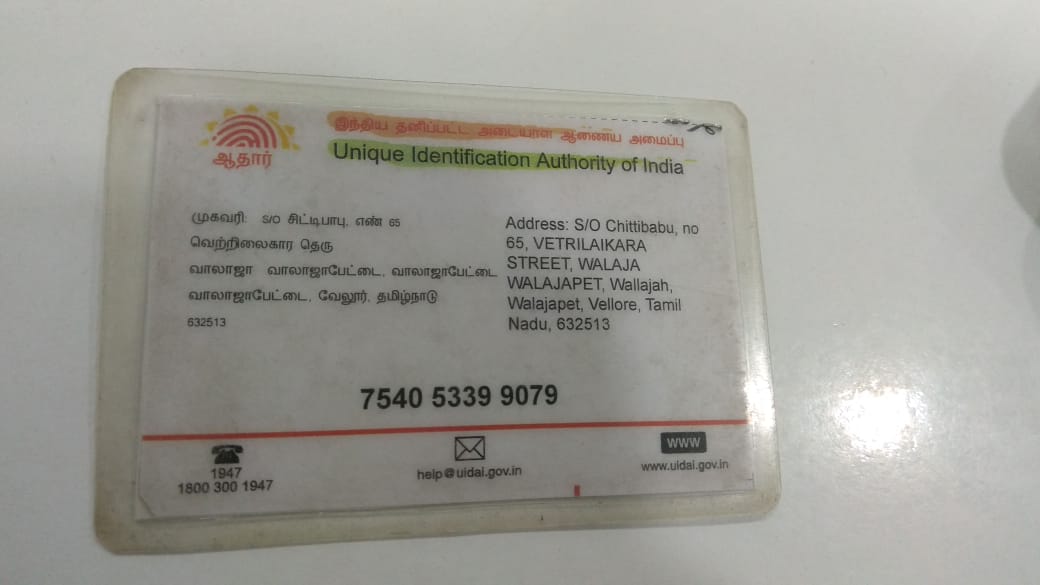 ஆதார்
இந்திய தனிப்பட்ட அடையாள ஆணைய அமைப்பு
Unique Identification Authority of India
முகவரி: S/O சிட்டிபாபு, எண் 65
வெற்றிலைகார தெரு
வாலாஜா வாலாஜாபேட்டை, வாலாஜாபேட்டை
வாலாஜாபேட்டை, வேலூர், தமிழ்நாடு
632513
Address: S/O Chittibabu, no
65, VETRILAIKARA
STREET, WALAJA
WALAJAPET, Wallajah,
Walajapet, Vellore, Tamil
Nadu, 632513
7540 5339 9079
1947
1800 300 1947
help@uidai.gov.in
www
www.uidai.gov.in